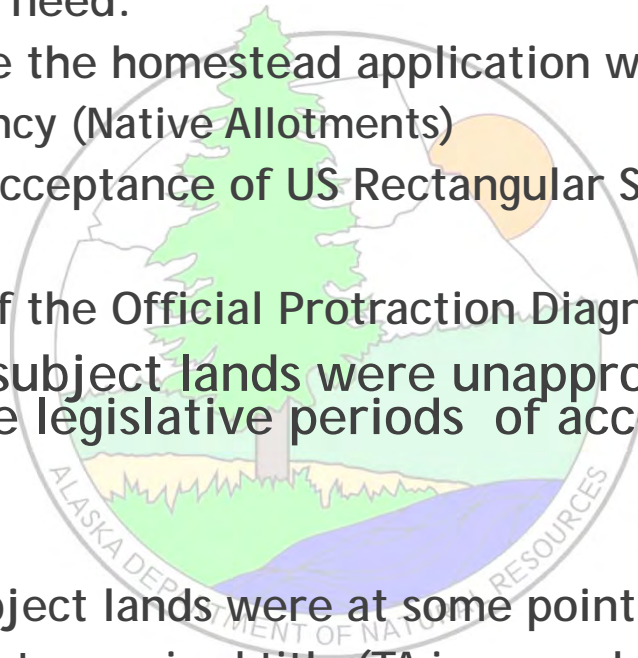 need:
e the homestead application w
ncy (Native Allotments)
cceptance of US Rectangular S
f the Official Protraction Diagr
subject lands were unappro
e legislative periods of acc
ject lands were at some point
ALASKA DEPARTMENT OF NATURAL RESOURCES